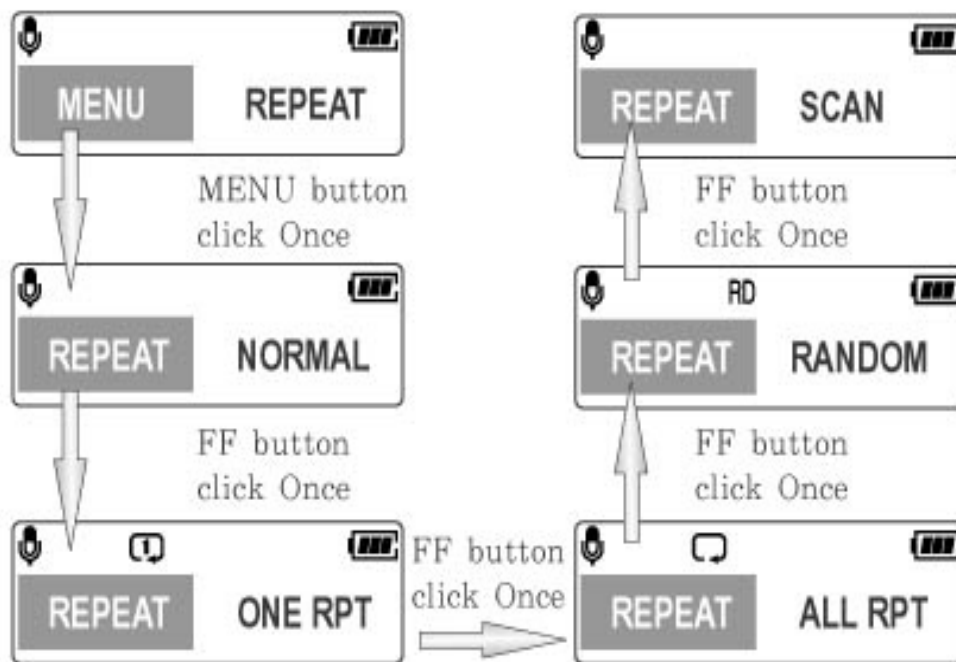 MENU REPEAT
MENU button
click Once
REPEAT NORMAL
FF button
click Once
1
REPEAT ONE RPT
FF button
click Once
REPEAT ALL RPT
FF button
click Once
RD
REPEAT RANDOM
FF button
click Once
REPEAT SCAN